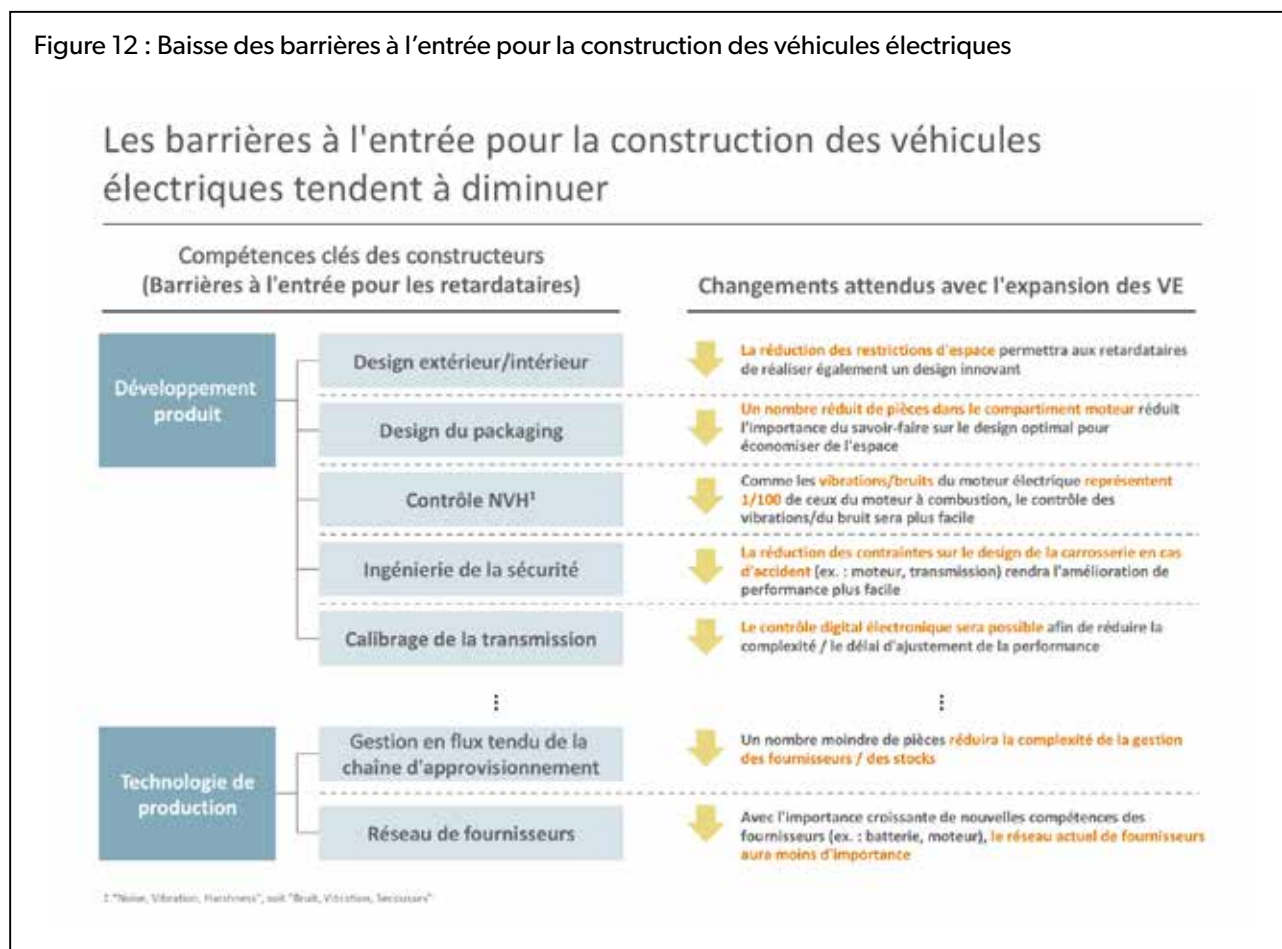 Figure 12 : Baisse des barrières à l’entrée pour la construction des véhicules électriques
Les barrières à l'entrée pour la construction des véhicules
électriques tendent à diminuer
Compétences clés des constructeurs
(Barrières à l'entrée pour les retardataires)
Changements attendus avec l'expansion des VE
Développement
produit
Design extérieur/intérieur
La réduction des restrictions d'espace permettra aux retardataires
de réaliser également un design innovant
Design du packaging
Un nombre réduit de pièces dans le compartiment moteur réduit
l'importance du savoir-faire sur le design optimal pour
économiser de l'espace
Contrôle NVH¹
Comme les vibrations/bruits du moteur électrique représentent
1/100 de ceux du moteur à combustion, le contrôle des
vibrations/du bruit sera plus facile
Ingénierie de la sécurité
La réduction des contraintes sur le design de la carrosserie en cas
d'accident (ex. : moteur, transmission) rendra l'amélioration de
performance plus facile
Calibrage de la transmission
Le contrôle digital électronique sera possible afin de réduire la
complexité / le délai d'ajustement de la performance
Technologie de
production
Gestion en flux tendu de la
chaîne d'approvisionnement
Un nombre moindre de pièces réduira la complexité de la gestion
des fournisseurs / des stocks
Réseau de fournisseurs
Avec l'importance croissante de nouvelles compétences des
fournisseurs (ex. : batterie, moteur), le réseau actuel de fournisseurs
aura moins d'importance
1 "Noise, Vibration, Harshness", soit "Bruit, Vibration, Secousses"